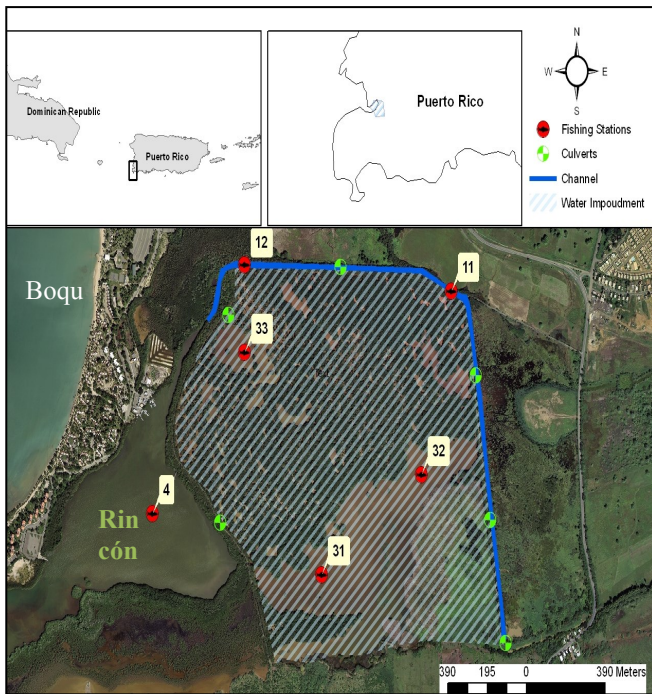 Dominican Republic
Puerto Rico
Puerto Rico
N
W
E
S
Fishing Stations
Culverts
Channel
Water Impoudment
12
11
Boqu
33
32
4
Rin
cón
31
390 195 0 390 Meters